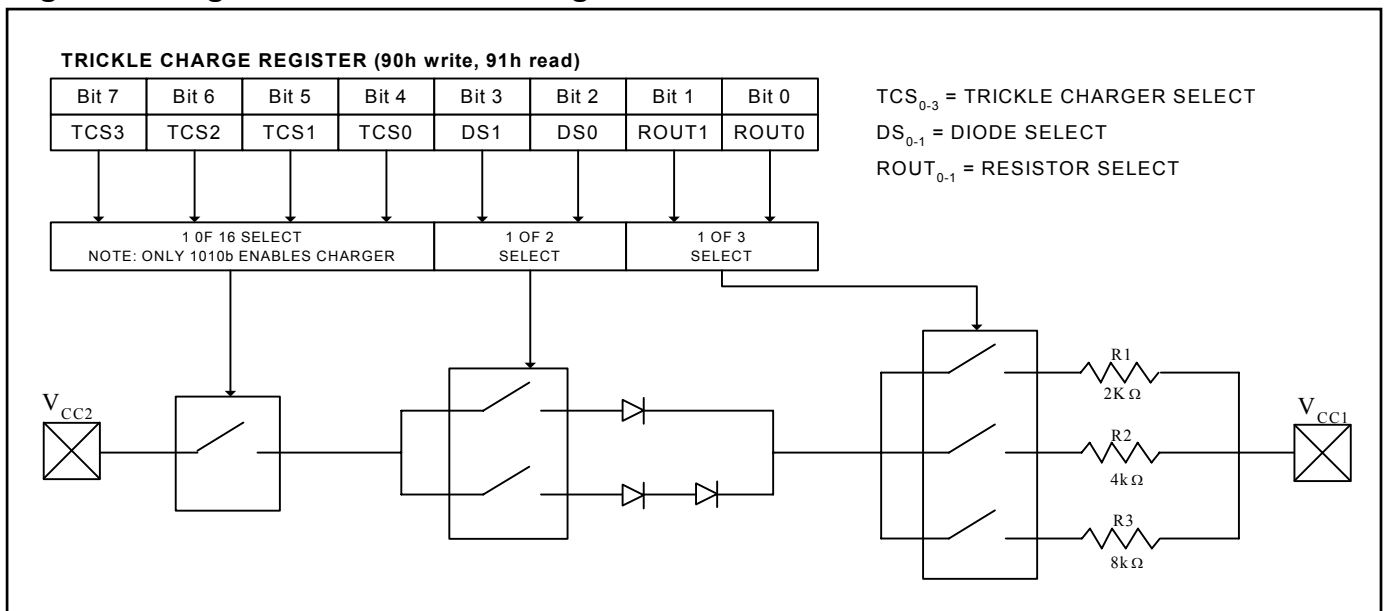 TRICKLE CHARGE REGISTER (90h write, 91h read)
Bit 7 Bit 6 Bit 5 Bit 4 Bit 3 Bit 2 Bit 1 Bit 0
TCS3 TCS2 TCS1 TCS0 DS1 DS0 ROUT1 ROUT0
TCS0-3 = TRICKLE CHARGER SELECT
DS0-1 = DIODE SELECT
ROUT0-1 = RESISTOR SELECT
1 0F 16 SELECT
NOTE: ONLY 1010b ENABLES CHARGER
1 OF 2
SELECT
1 OF 3
SELECT
VCC2
R1
2K Ω
R2
4k Ω
R3
8k Ω
VCC1